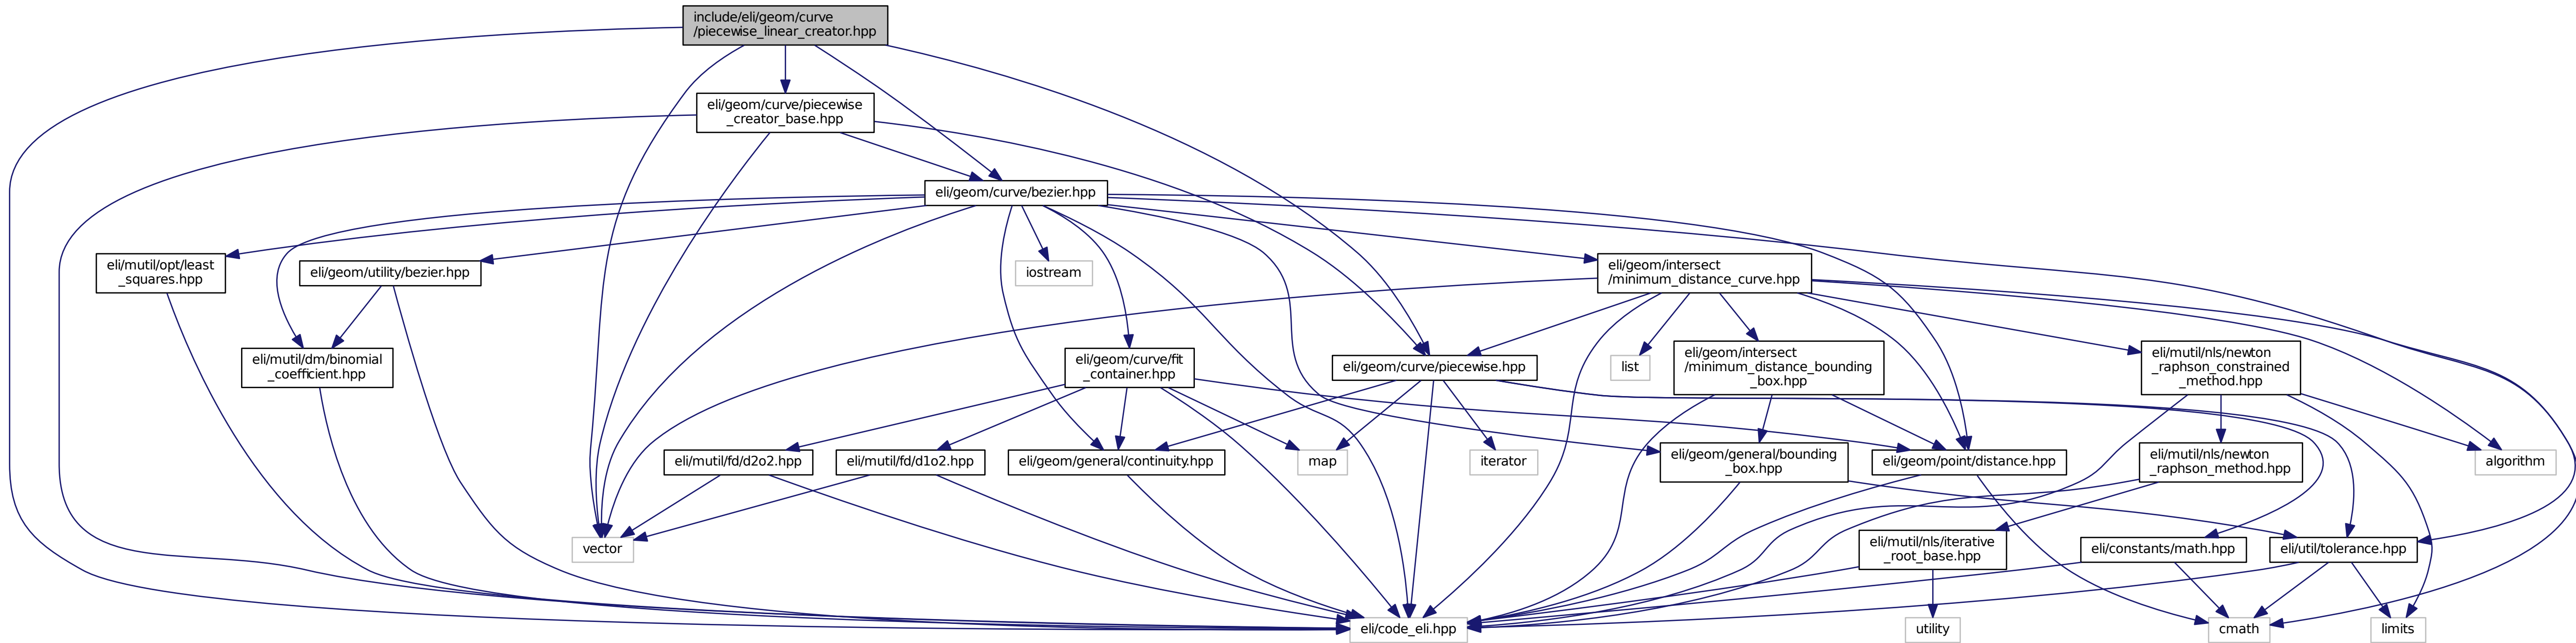 include/eli/geom/curve
/piecewise_linear_creator.hpp
eli/geom/curve/piecewise
_creator_base.hpp
eli/geom/curve/bezier.hpp
eli/mutil/opt/least
_squares.hpp
eli/geom/utility/bezier.hpp
iostream
eli/geom/intersect
/minimum_distance_curve.hpp
eli/mutil/dm/binomial
_coefficient.hpp
eli/geom/curve/fit
_container.hpp
eli/geom/curve/piecewise.hpp
list
eli/geom/intersect
/minimum_distance_bounding
_box.hpp
eli/mutil/nls/newton
_raphson_constrained
_method.hpp
eli/mutil/fd/d2o2.hpp
eli/mutil/fd/d1o2.hpp
eli/geom/general/continuity.hpp
map
iterator
eli/geom/general/bounding
_box.hpp
eli/geom/point/distance.hpp
eli/mutil/nls/newton
_raphson_method.hpp
algorithm
vector
eli/mutil/nls/iterative
_root_base.hpp
eli/constants/math.hpp
eli/util/tolerance.hpp
eli/code_eli.hpp
utility
cmath
limits